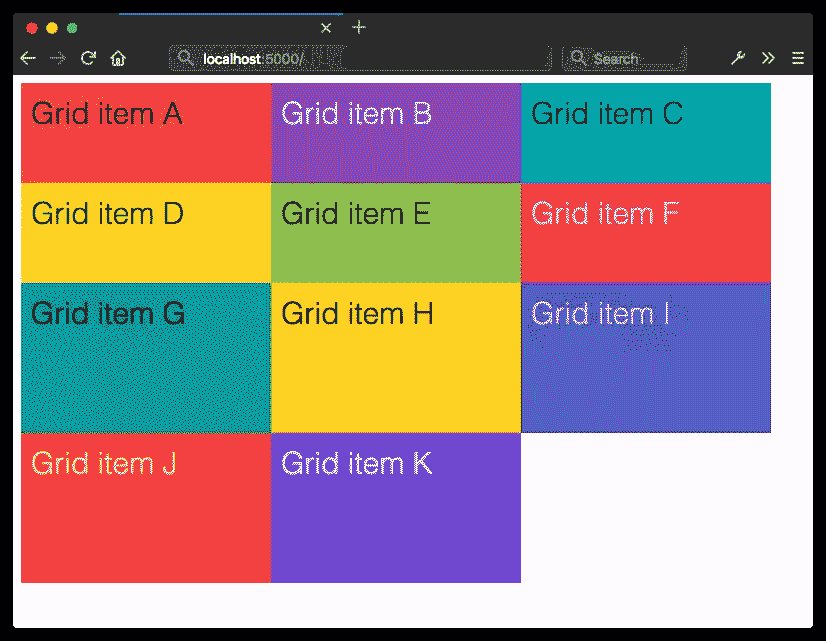 localhost:5000/
Search
Grid item A
Grid item B
Grid item C
Grid item D
Grid item E
Grid item F
Grid item G
Grid item H
Grid item I
Grid item J
Grid item K